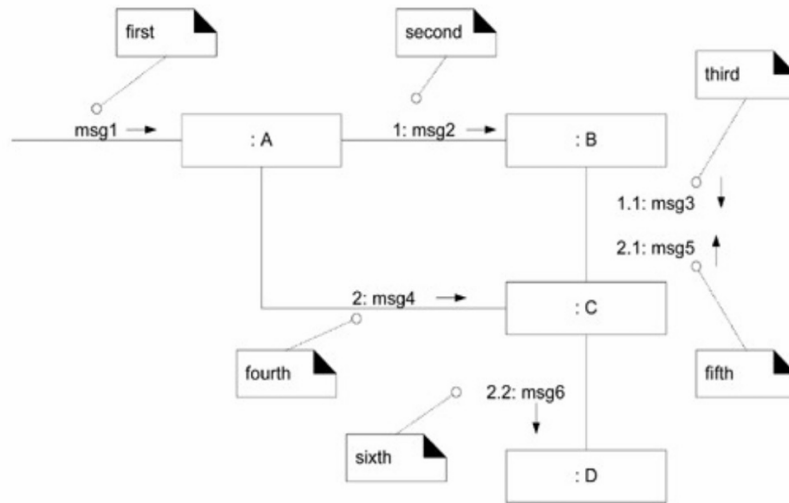 first
second
third
msg1
: A
1: msg2
: B
1.1: msg3
2.1: msg5
2: msg4
: C
fourth
fifth
2.2: msg6
sixth
: D